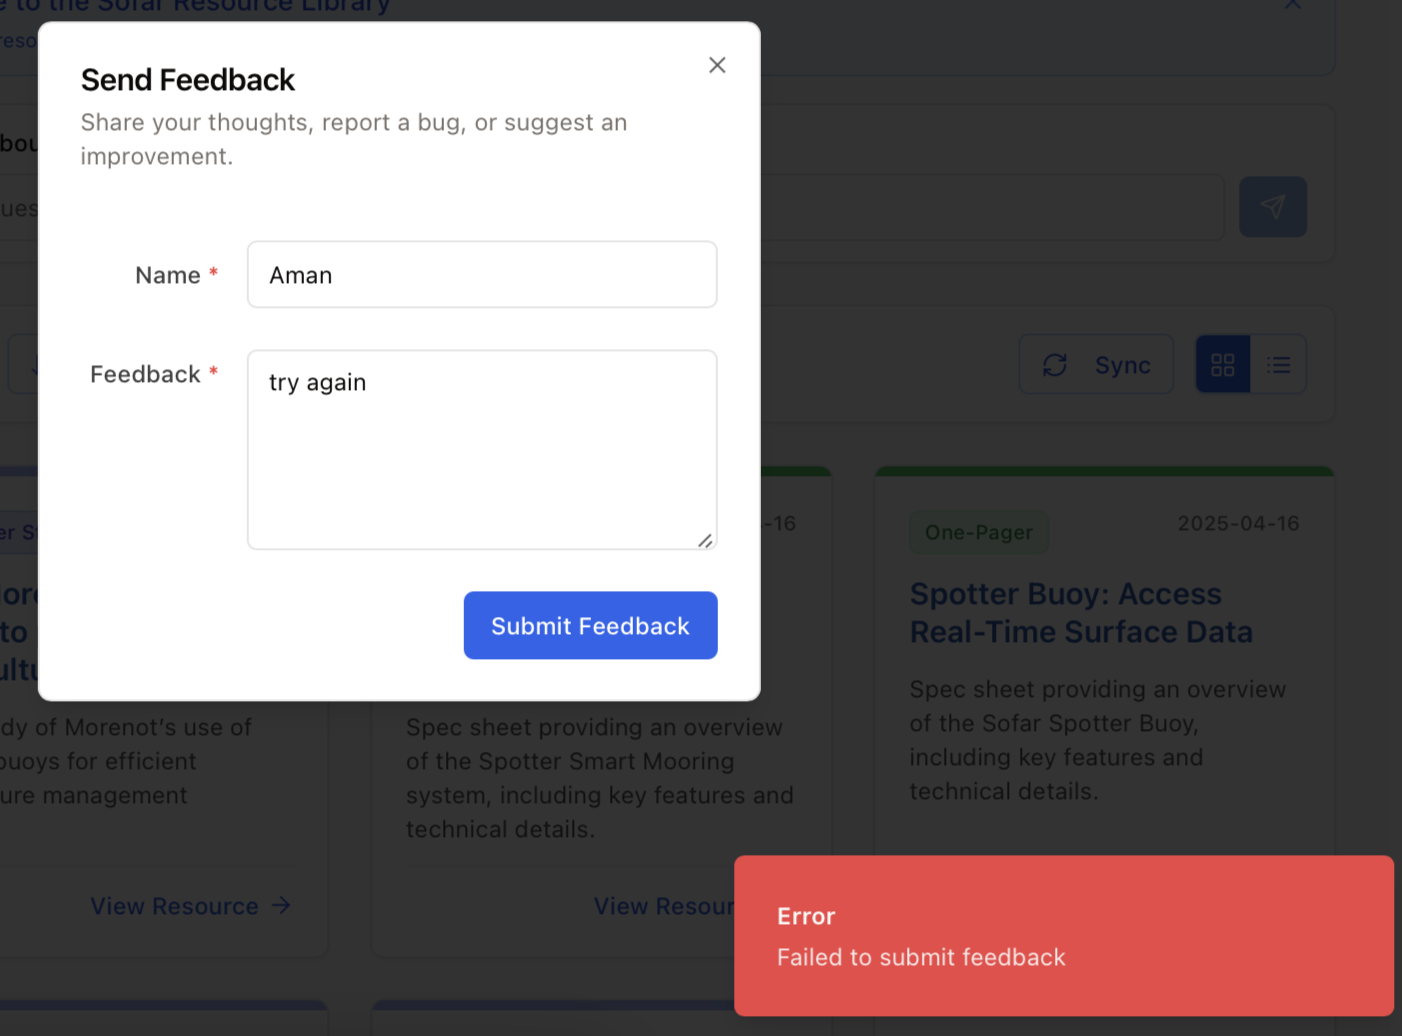 to the Sofar Resource Library
Send Feedback
Share your thoughts, report a bug, or suggest an
improvement.
Name *
Aman
Feedback *
try again
Submit Feedback
Sync
-16
One-Pager
2025-04-16
Spotter Buoy: Access
Real-Time Surface Data
Spec sheet providing an overview
of the Sofar Spotter Buoy,
including key features and
technical details.
to
dy of Morenot's use of
buoys for efficient
ure management
View Resource →
Spec sheet providing an overview
of the Spotter Smart Mooring
system, including key features and
technical details.
View Resour
Error
Failed to submit feedback